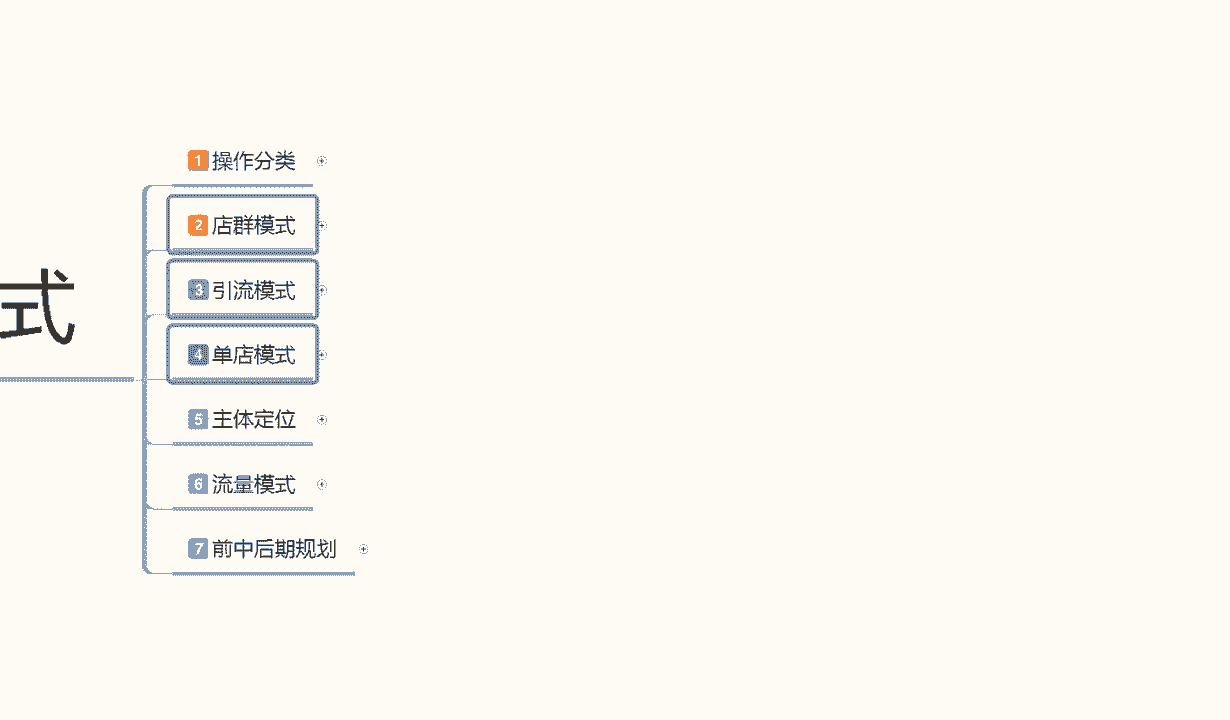 式
1 操作分类
2 店群模式
3 引流模式
4 单店模式
5 主体定位
6 流量模式
7 前中后期规划